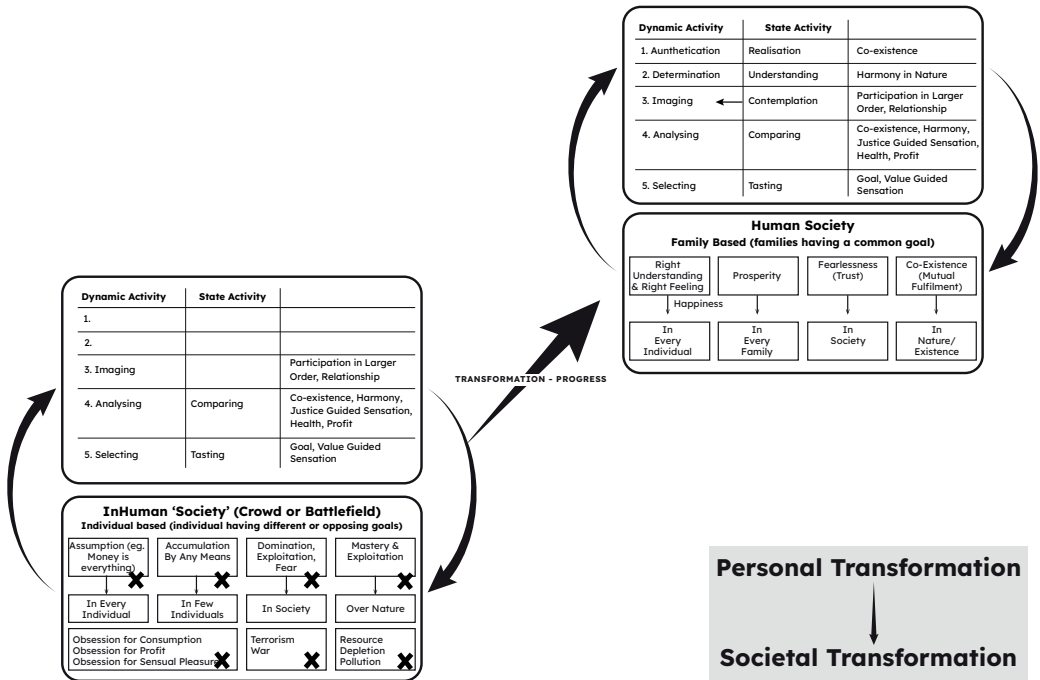 Dynamic Activity State Activity
1. Aunthetication Realisation Co-existence
2. Determination Understanding Harmony in Nature
3. Imaging Contemplation Participation in Larger
Order, Relationship
4. Analysing Comparing Co-existence, Harmony,
Justice Guided Sensation,
Health, Profit
5. Selecting Tasting Goal, Value Guided
Sensation
Human Society
Family Based (families having a common goal)
Right
Understanding
& Right Feeling
Prosperity
Fearlessness
(Trust)
Co-Existence
(Mutual
Fulfilment)
Happiness
In
Every
Individual
In
Every
Family
In
Society
In
Nature/
Existence
TRANSFORMATION - PROGRESS
Dynamic Activity State Activity
1.
2.
3. Imaging Participation in Larger
Order, Relationship
4. Analysing Comparing Co-existence, Harmony,
Justice Guided Sensation,
Health, Profit
5. Selecting Tasting Goal, Value Guided
Sensation
InHuman ‘Society’ (Crowd or Battlefield)
Individual based (individual having different or opposing goals)
Assumption (eg.
Money is
everything)
Accumulation
By Any Means
Domination,
Exploitation,
Fear
Mastery &
Exploitation
In Every
Individual
In Few
Individuals
In Society
Over Nature
Obsession for Consumption
Obsession for Profit
Obsession for Sensual Pleasure
Terrorism
War
Resource
Depletion
Pollution
Personal Transformation
Societal Transformation